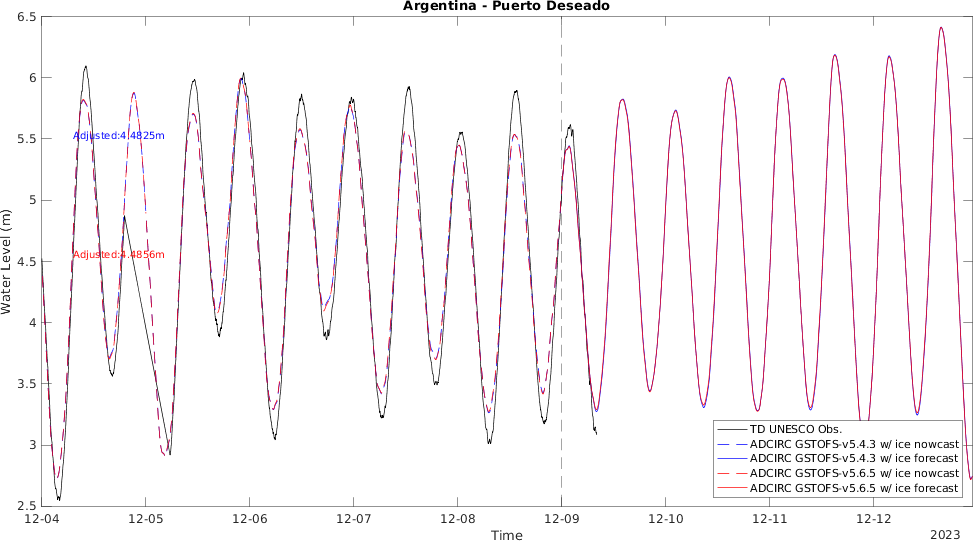 Argentina - Puerto Deseado
6.5
6
5.5
5
4.5
4
3.5
3
2.5
Water Level (m)
Adjusted:4.4825m
Adjusted:4.4856m
TD UNESCO Obs.
ADCIRC GSTOFS-v5.4.3 w/ ice nowcast
ADCIRC GSTOFS-v5.4.3 w/ ice forecast
ADCIRC GSTOFS-v5.6.5 w/ ice nowcast
ADCIRC GSTOFS-v5.6.5 w/ ice forecast
12-04 12-05 12-06 12-07 12-08 12-09 12-10 12-11 12-12
Time
2023